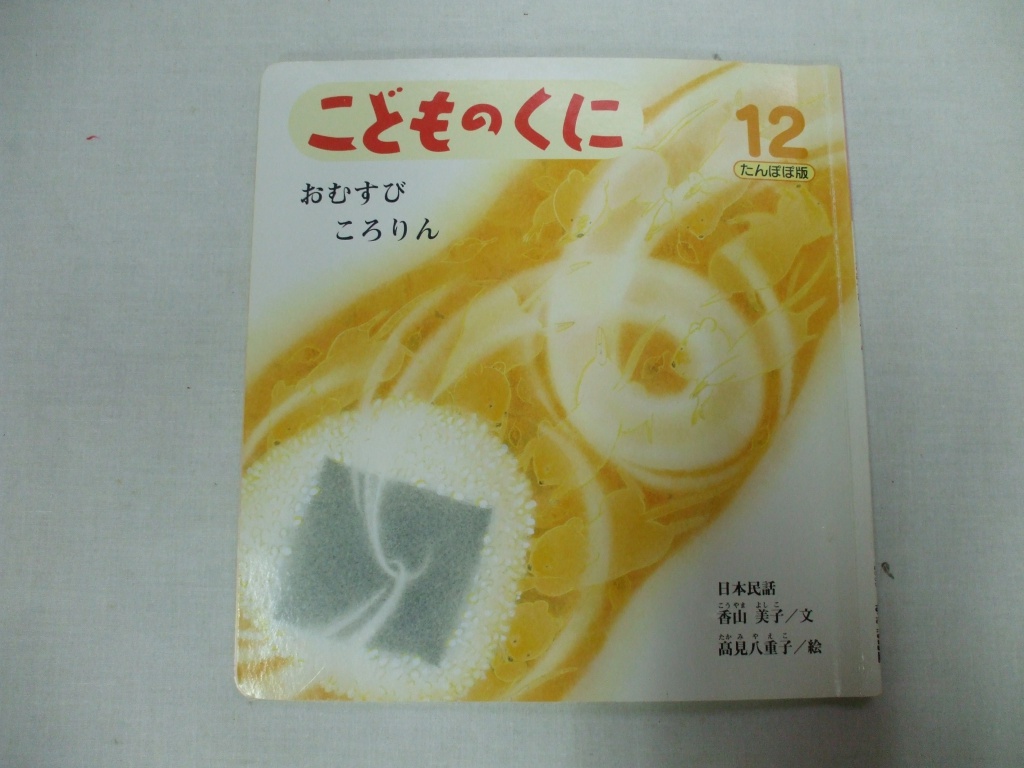 こどものくに
12
たんぽぽ版
おむすび
ころりん
日本民話
こうやま よしこ
香山 美子／文
たかみやえこ
髙見八重子／絵